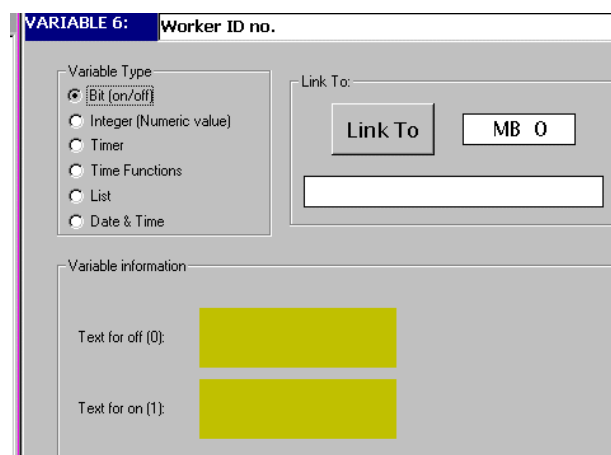 VARIABLE 6: Worker ID no.
Variable Type
Bit (on/off)
Integer (Numeric value)
Timer
Time Functions
List
Date & Time
Link To:
Link To MB 0
Variable information
Text for off (0):
Text for on (1):